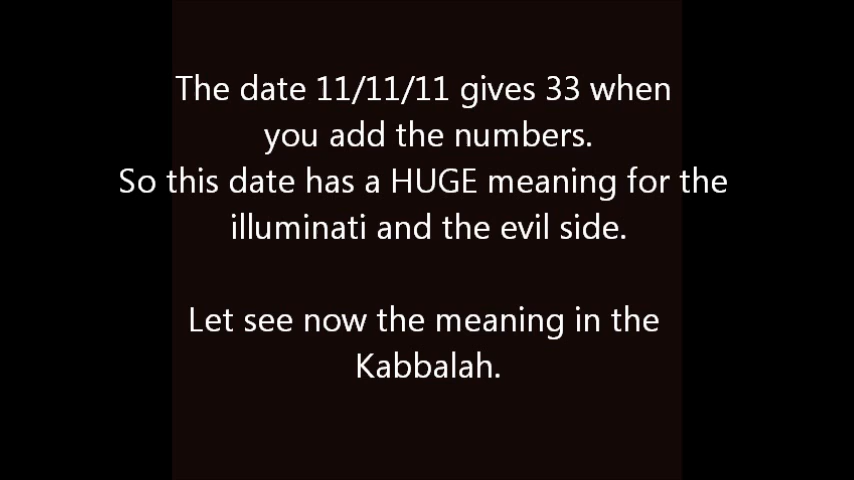 The date 11/11/11 gives 33 when
you add the numbers.
So this date has a HUGE meaning for the
illuminati and the evil side.
Let see now the meaning in the
Kabbalah.